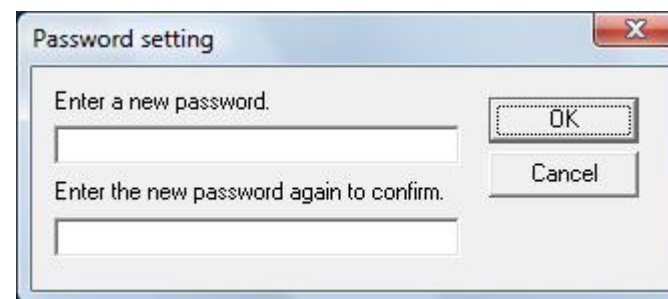 Password setting
Enter a new password.
OK
Cancel
Enter the new password again to confirm.